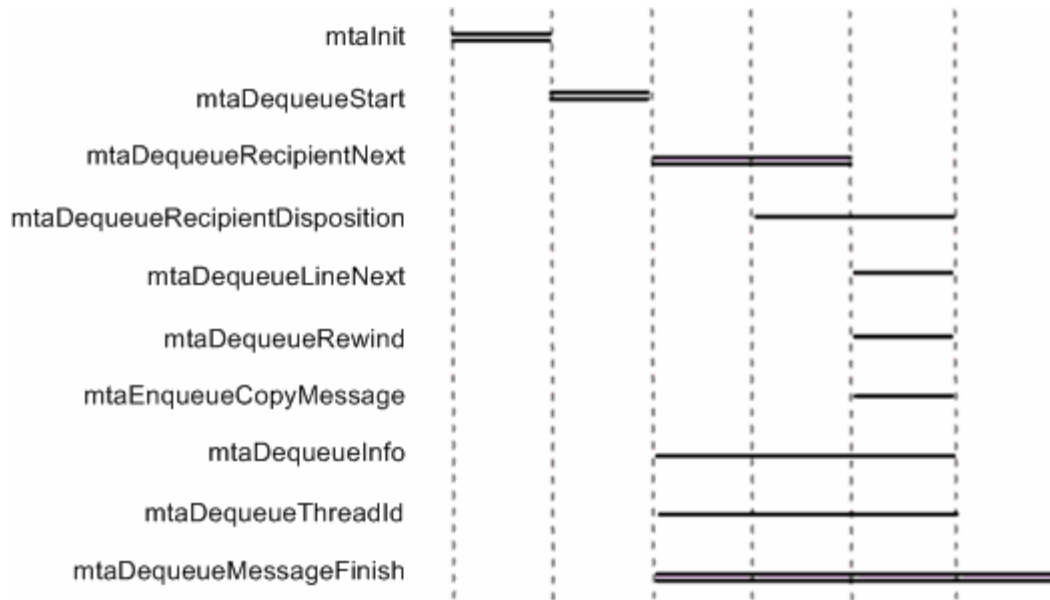 mtaInit
mtaDequeueStart
mtaDequeueRecipientNext
mtaDequeueRecipientDisposition
mtaDequeueLineNext
mtaDequeueRewind
mtaEnqueueCopyMessage
mtaDequeueInfo
mtaDequeueThreadId
mtaDequeueMessageFinish